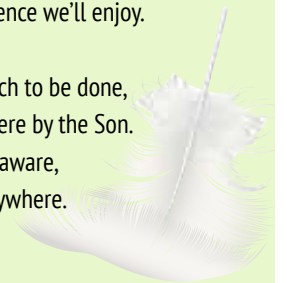 ence we’ll enjoy.
ch to be done,
ere by the Son.
aware,
ywhere.